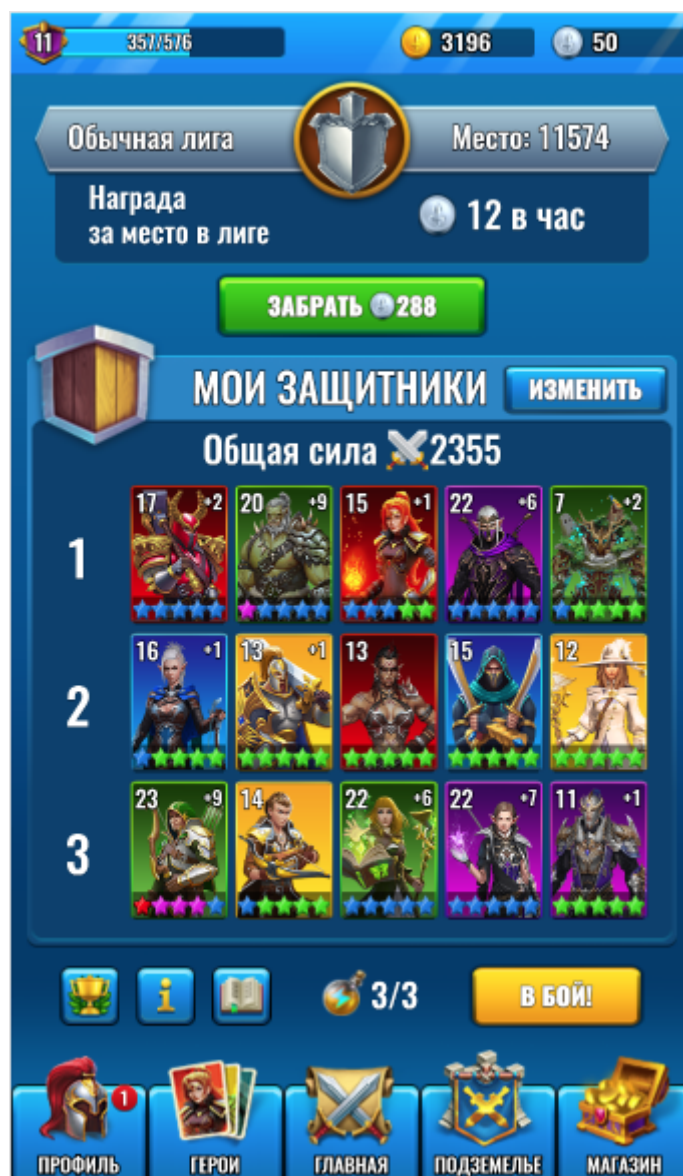 11 357/576 3196 50
Обычная лига Место: 11574
Награда
за место в лиге
12 в час
ЗАБРАТЬ 288
МОИ ЗАЩИТНИКИ ИЗМЕНИТЬ
Общая сила 2355
1 17 +2 20 +9 15 +1 22 +6 7 +2
2 16 +1 13 +1 13 15 12
3 23 +9 14 22 +6 22 +7 11 +1
i 3/3 В БОЙ!
1
ПРОФИЛЬ ГЕРОИ ГЛАВНАЯ ПОДЗЕМЕЛЬЕ МАГАЗИН